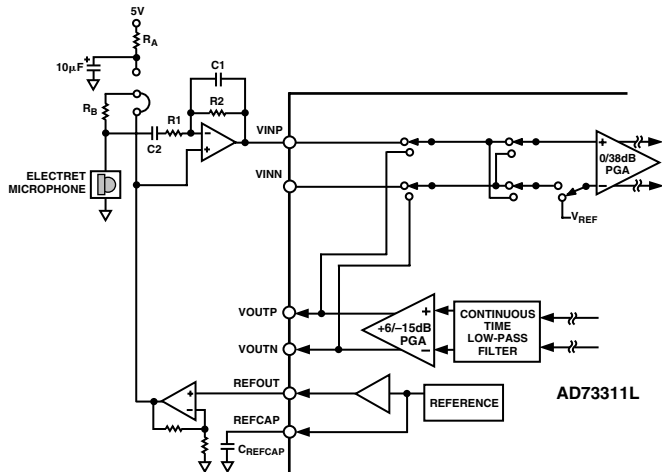 5V
RA
10μF
C1
RB
R1
R2
C2
VINP
ELECTRET
MICROPHONE
VINN
0/38dB
PGA
VREF
VOUTP
+6/–15dB
PGA
CONTINUOUS
TIME
LOW-PASS
FILTER
VOUTN
REFOUT
REFERENCE
AD73311L
REFCAP
CREFCAP